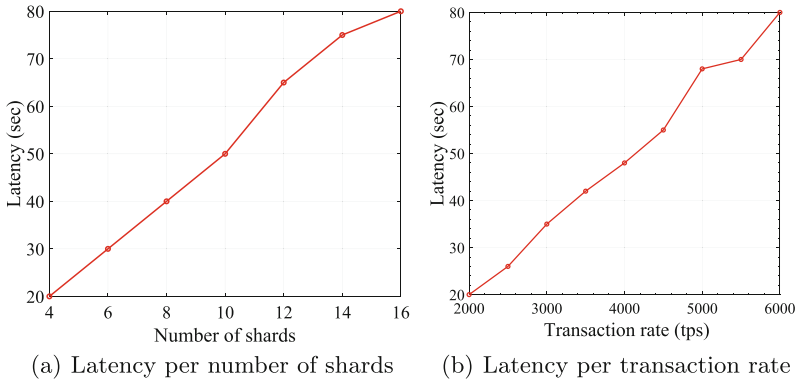 80
70
60
50
40
30
20
Latency (sec)
4 6 8 10 12 14 16
Number of shards
(a) Latency per number of shards
80
70
60
50
40
30
20
Latency (sec)
2000 3000 4000 5000 6000
Transaction rate (tps)
(b) Latency per transaction rate